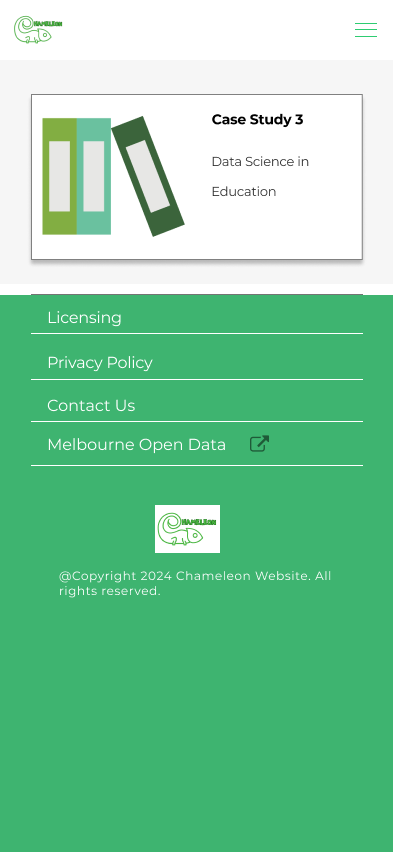 CHAMELEON
Case Study 3
Data Science in
Education
Licensing
Privacy Policy
Contact Us
Melbourne Open Data
CHAMELEON
@Copyright 2024 Chameleon Website. All
rights reserved.